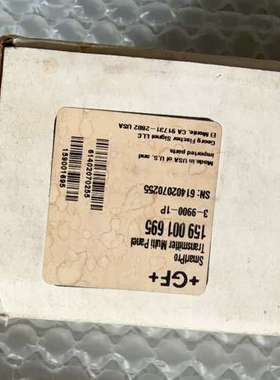 +GF+
SmartPro
Transmitter Multi Panel
159 001 695
3-9900-1P
SN: 61402070255
Made in USA of U.S. and
imported parts
Georg Fischer Signet LLC
El Monte, CA 91731-2882 USA
61402070255
159001695